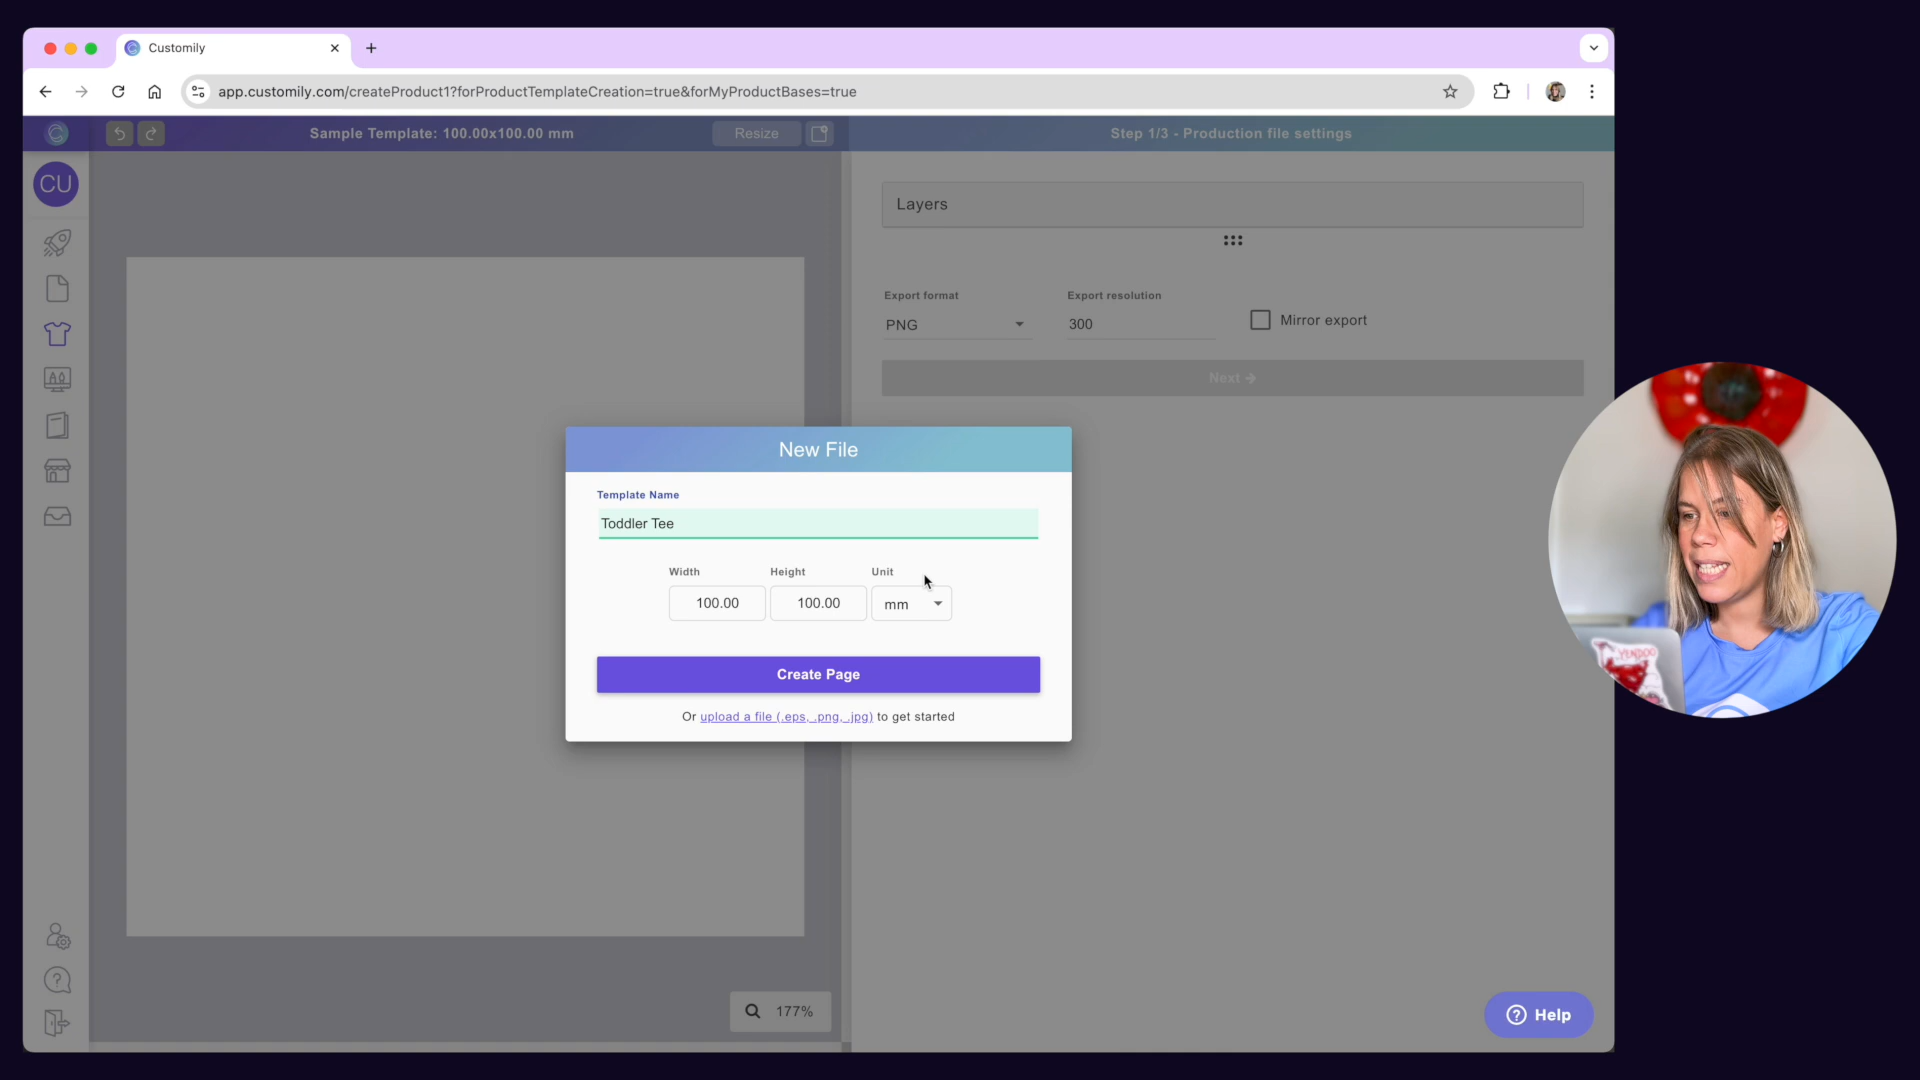 Customily
app.customily.com/createProduct1?forProductTemplateCreation=true&forMyProductBases=true
Sample Template: 100.00x100.00 mm
Resize
Step 1/3 - Production file settings
CU
Layers
Export format
Export resolution
PNG
300
Mirror export
Next
New File
Template Name
Toddler Tee
Width
Height
Unit
100.00
100.00
mm
Create Page
Or upload a file (.eps, .png, .jpg) to get started
177%
Help